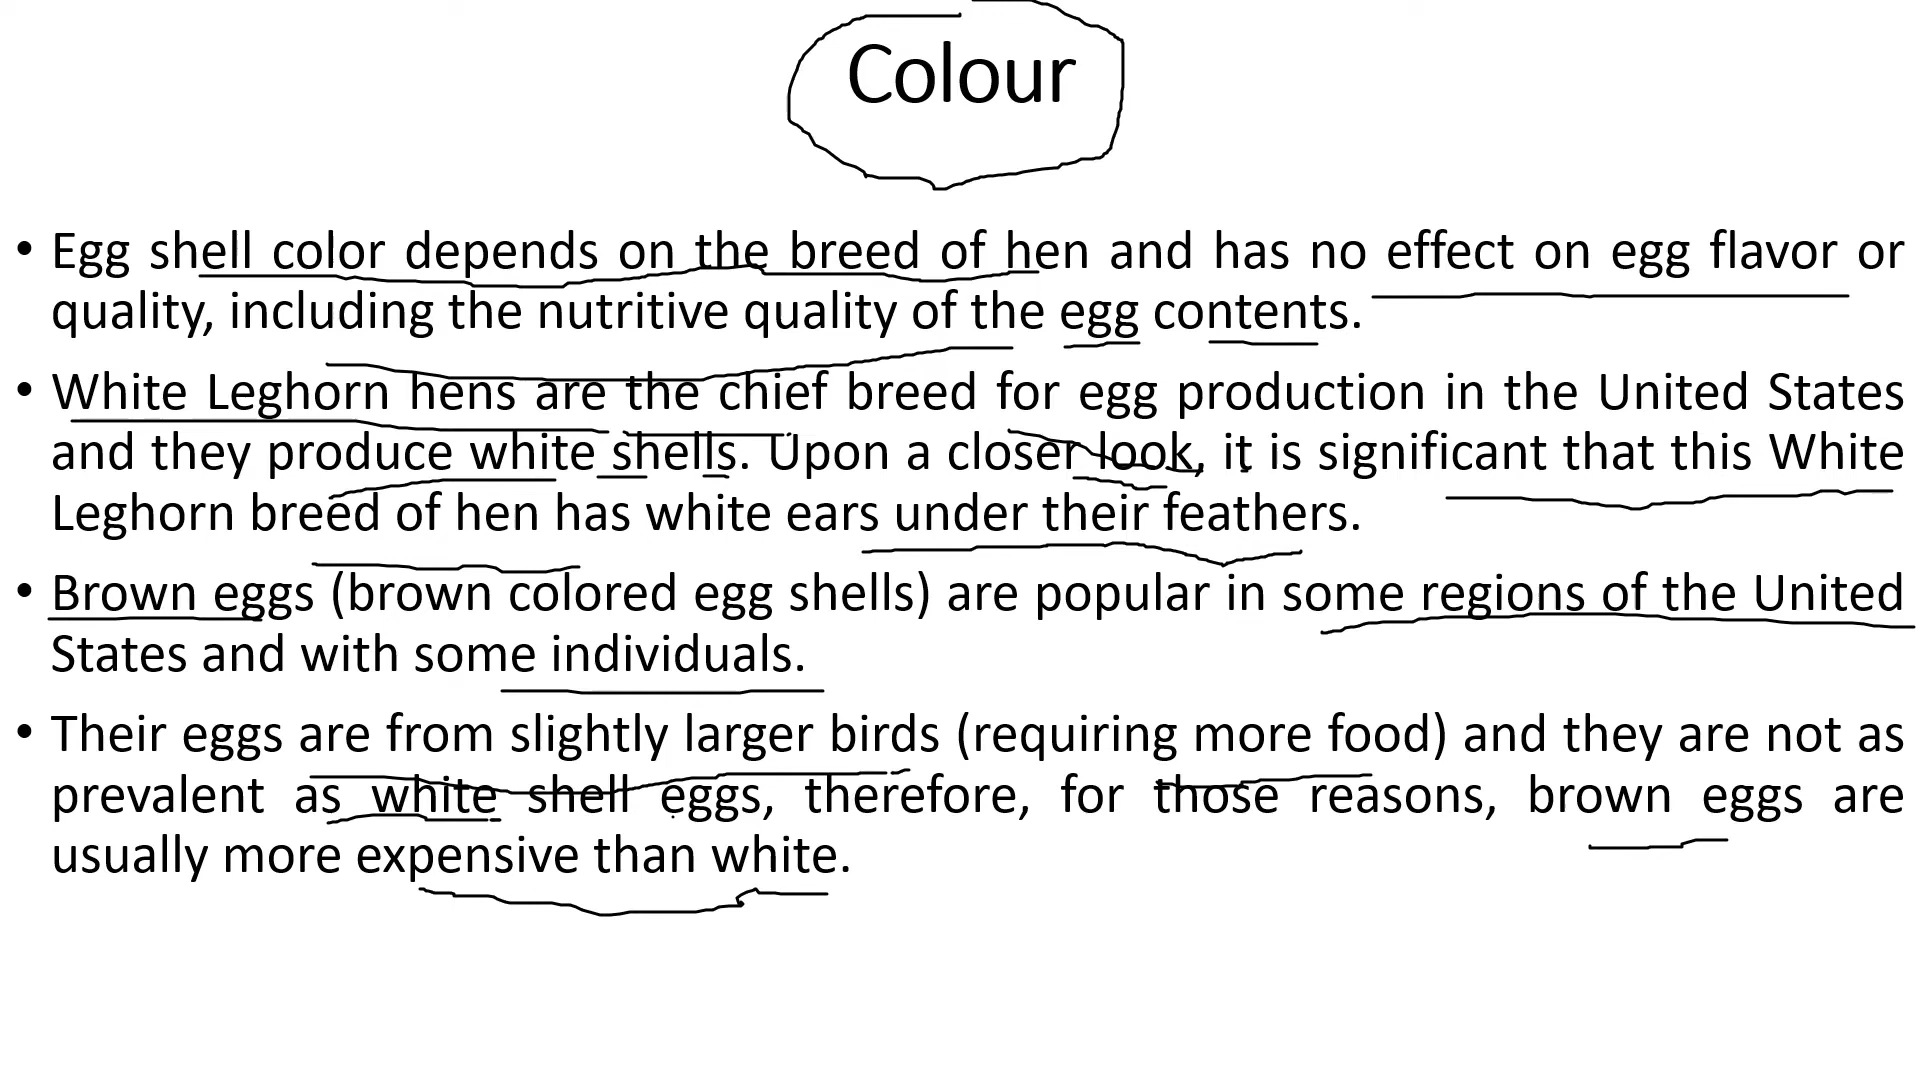 Colour
• Egg shell color depends on the breed of hen and has no effect on egg flavor or
quality, including the nutritive quality of the egg contents.
• White Leghorn hens are the chief breed for egg production in the United States
and they produce white shells. Upon a closer look, it is significant that this White
Leghorn breed of hen has white ears under their feathers.
• Brown eggs (brown colored egg shells) are popular in some regions of the United
States and with some individuals.
• Their eggs are from slightly larger birds (requiring more food) and they are not as
prevalent as white shell eggs, therefore, for those reasons, brown eggs are
usually more expensive than white.